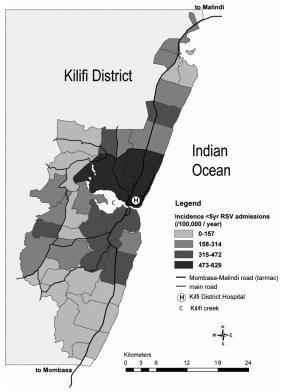 to Malindi
Kilifi District
Indian
Ocean
C
H
Legend
Incidence <5yr RSV admissions
(/100,000 / year)
0-157
158-314
315-472
473-629
Mombasa-Malindi road (tarmac)
main road
H Kilfi District Hospital
C Kilifi creek
N
W E
S
to Mombasa
Kilometers
0 3 6 12 18 24